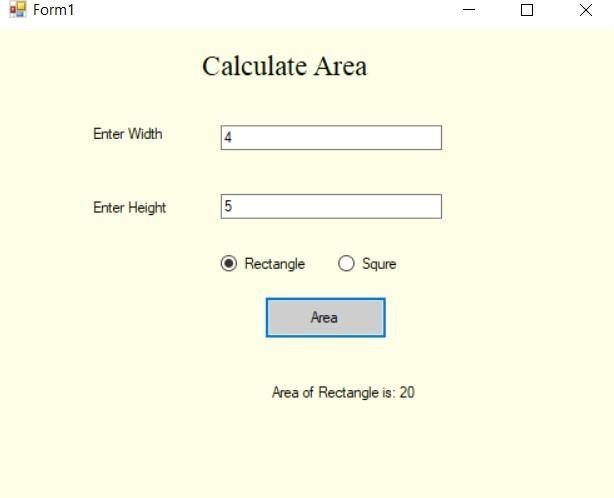 Form1
Calculate Area
Enter Width 4
Enter Height 5
Rectangle Squre
Area
Area of Rectangle is: 20